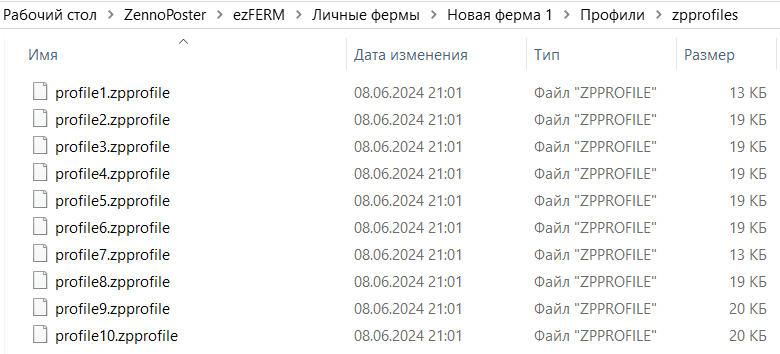 Рабочий стол > ZennoPoster > ezFERM > Личные фермы > Новая ферма 1 > Профили > zpprofiles
Имя Дата изменения Тип Размер
profile1.zpprofile 08.06.2024 21:01 Файл "ZPPROFILE" 13 КБ
profile2.zpprofile 08.06.2024 21:01 Файл "ZPPROFILE" 19 КБ
profile3.zpprofile 08.06.2024 21:01 Файл "ZPPROFILE" 19 КБ
profile4.zpprofile 08.06.2024 21:01 Файл "ZPPROFILE" 19 КБ
profile5.zpprofile 08.06.2024 21:01 Файл "ZPPROFILE" 19 КБ
profile6.zpprofile 08.06.2024 21:01 Файл "ZPPROFILE" 19 КБ
profile7.zpprofile 08.06.2024 21:01 Файл "ZPPROFILE" 13 КБ
profile8.zpprofile 08.06.2024 21:01 Файл "ZPPROFILE" 19 КБ
profile9.zpprofile 08.06.2024 21:01 Файл "ZPPROFILE" 20 КБ
profile10.zpprofile 08.06.2024 21:01 Файл "ZPPROFILE" 20 КБ